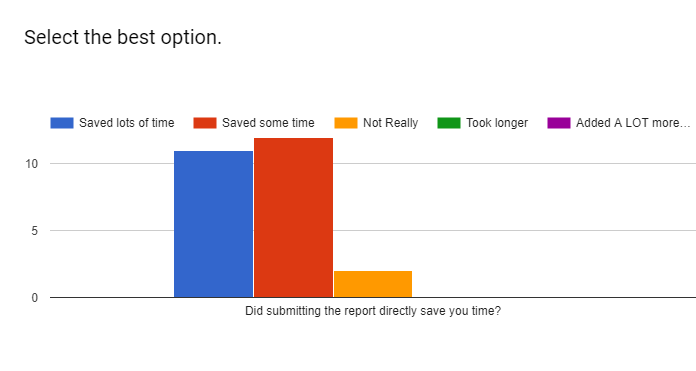 Select the best option.
Saved lots of time Saved some time Not Really Took longer Added A LOT more...
10
5
0
Did submitting the report directly save you time?